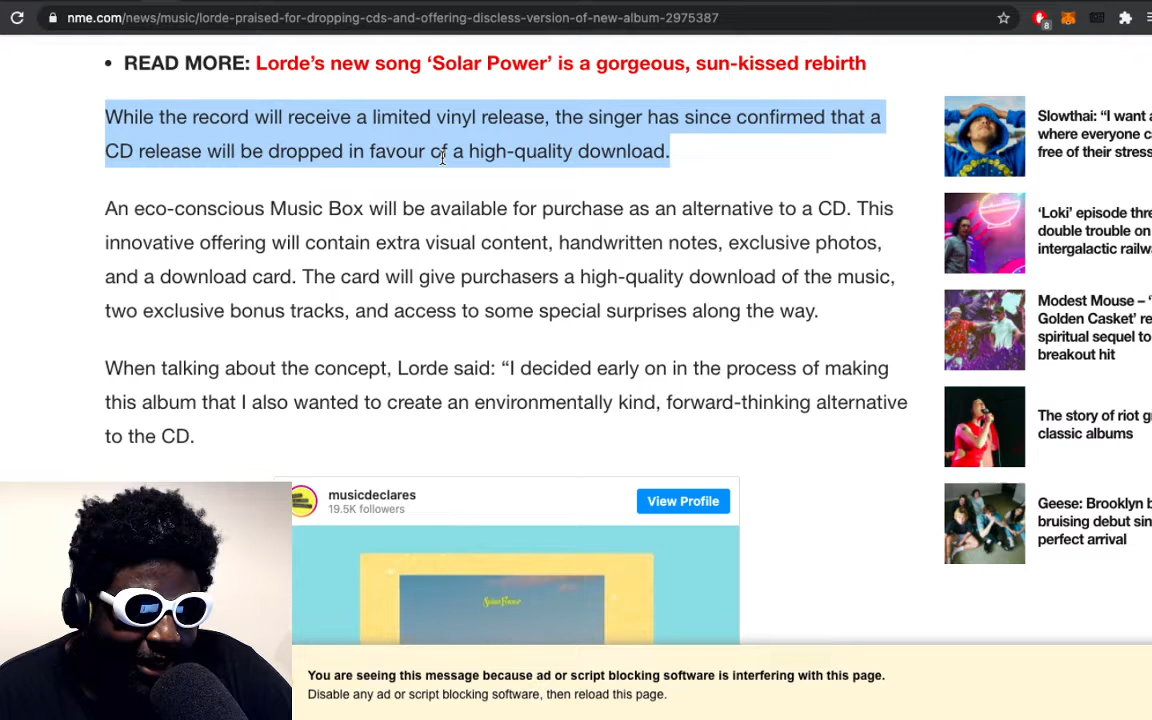 nme.com/news/music/lorde-praised-for-dropping-cds-and-offering-discless-version-of-new-album-2975387
8
• READ MORE: Lorde’s new song ‘Solar Power’ is a gorgeous, sun-kissed rebirth
While the record will receive a limited vinyl release, the singer has since confirmed that a
CD release will be dropped in favour of a high-quality download.
An eco-conscious Music Box will be available for purchase as an alternative to a CD. This
innovative offering will contain extra visual content, handwritten notes, exclusive photos,
and a download card. The card will give purchasers a high-quality download of the music,
two exclusive bonus tracks, and access to some special surprises along the way.
When talking about the concept, Lorde said: “I decided early on in the process of making
this album that I also wanted to create an environmentally kind, forward-thinking alternative
to the CD.
musicdeclares
19.5K followers
View Profile
Solar Power
You are seeing this message because ad or script blocking software is interfering with this page.
Disable any ad or script blocking software, then reload this page.
Slowthai: “I want a
where everyone c
free of their stress
‘Loki’ episode thre
double trouble on
intergalactic railw
Modest Mouse – ‘
Golden Casket’ re
spiritual sequel to
breakout hit
The story of riot g
classic albums
Geese: Brooklyn b
bruising debut sin
perfect arrival